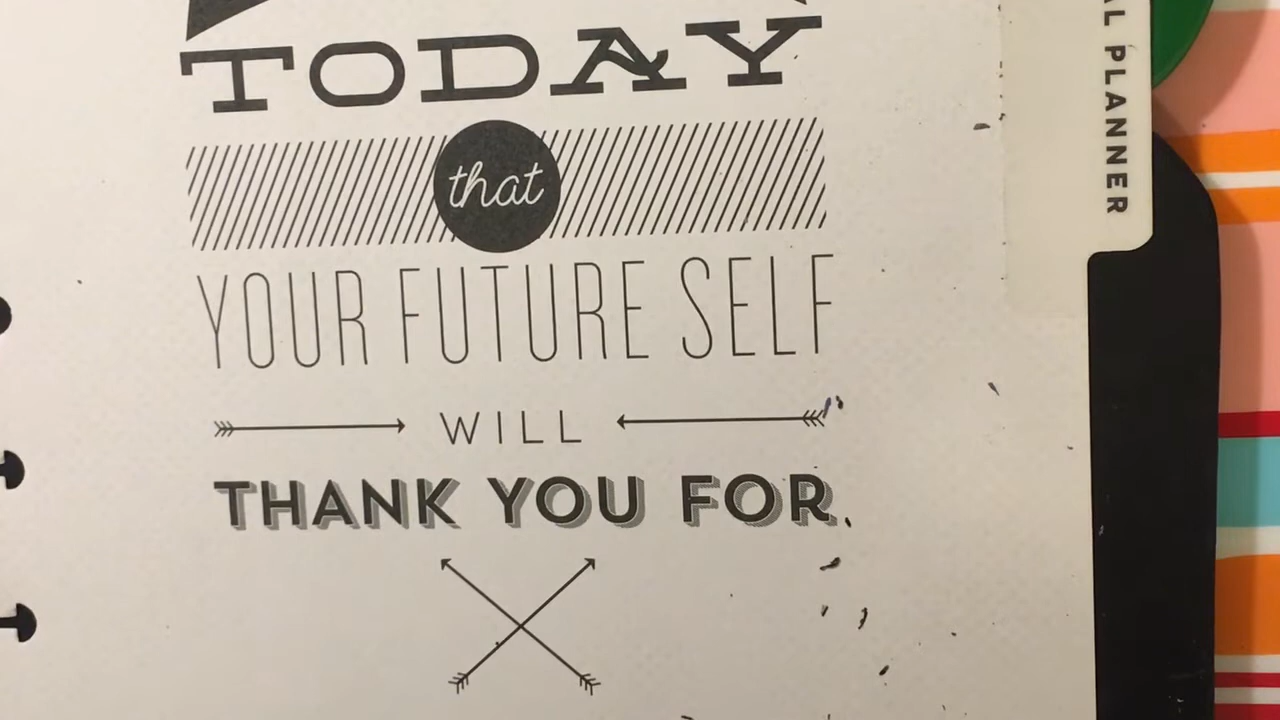 TODAY
that
YOUR FUTURE SELF
WILL
THANK YOU FOR.
PLANNER